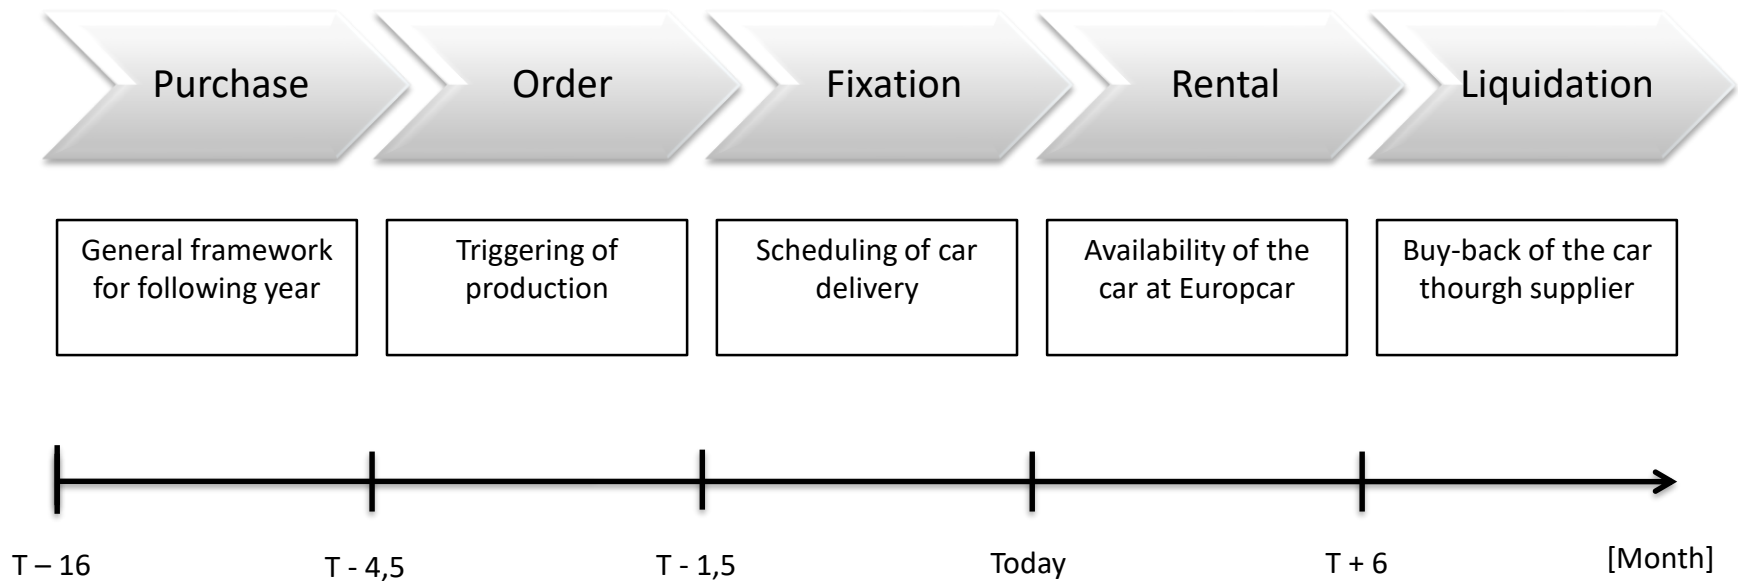 Purchase
Order
Fixation
Rental
Liquidation
General framework
for following year
Triggering of
production
Scheduling of car
delivery
Availability of the
car at Europcar
Buy-back of the car
thourgh supplier
T – 16
T - 4,5
T - 1,5
Today
T + 6
[Month]